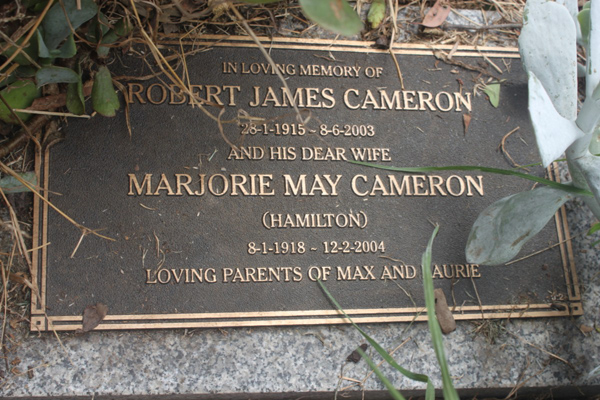 IN LOVING MEMORY OF
ROBERT JAMES CAMERON
28-1-1915 ~ 8-6-2003
AND HIS DEAR WIFE
MARJORIE MAY CAMERON
(HAMILTON)
8-1-1918 ~ 12-2-2004
LOVING PARENTS OF MAX AND LAURIE